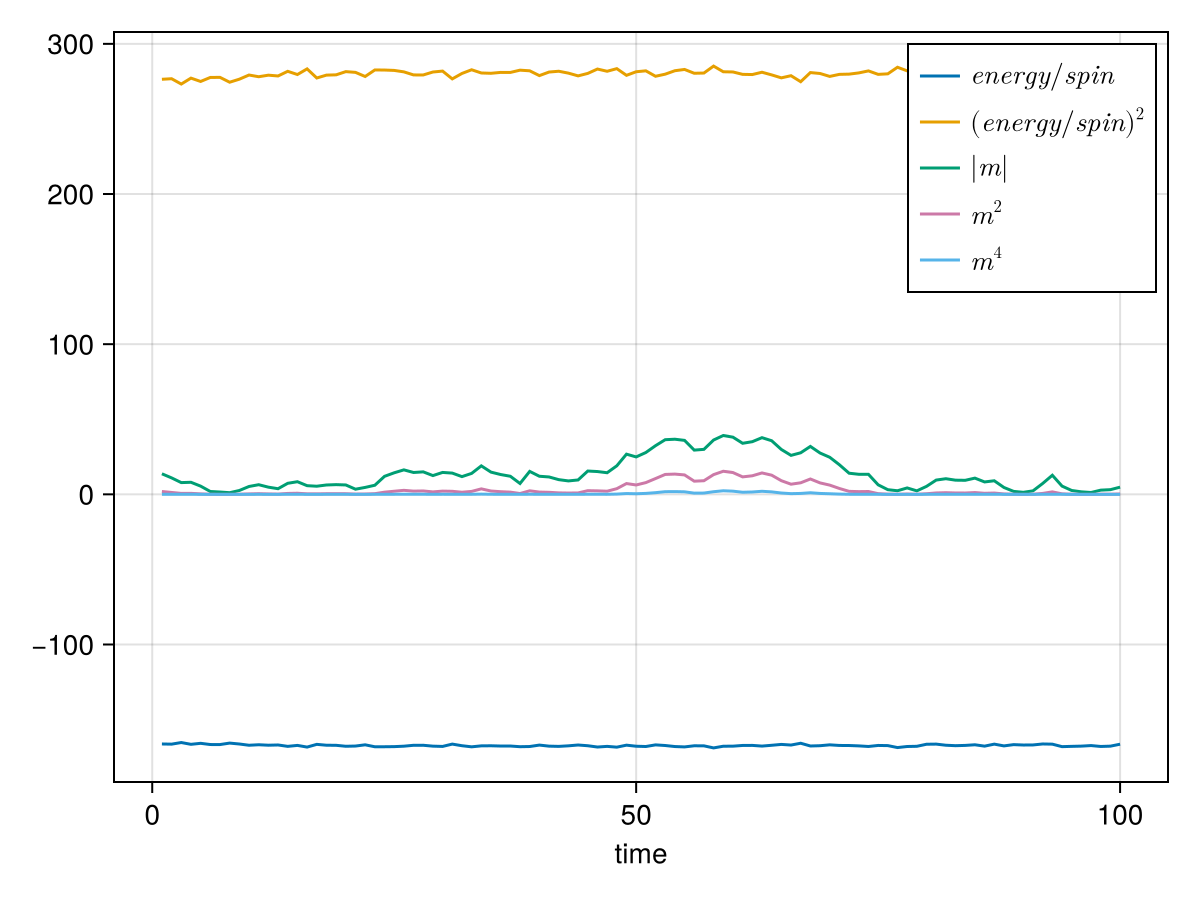 300
200
100
0
−100
0 50 100
time
energy/spin
(energy/spin)²
|m|
m²
m⁴